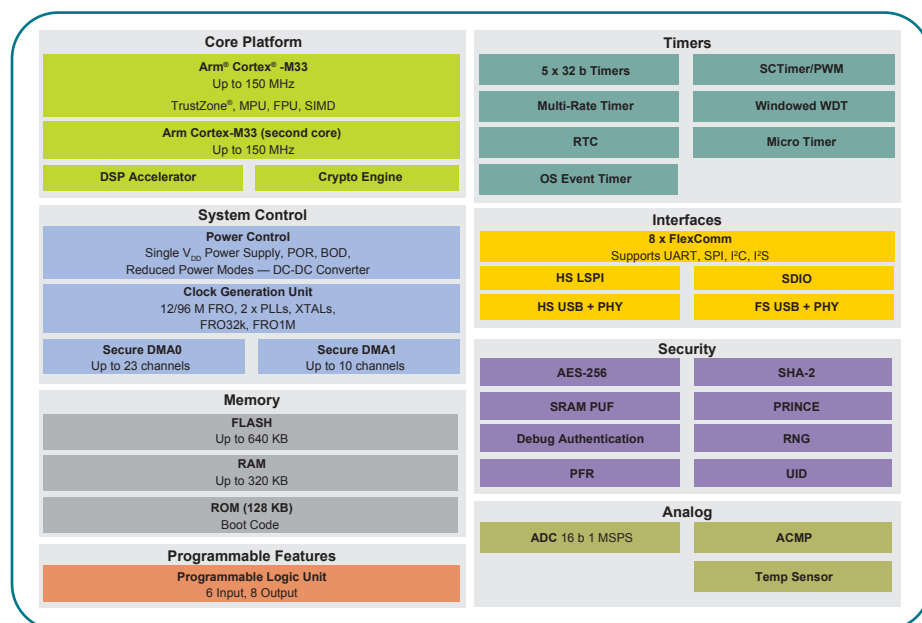 Core Platform
Arm® Cortex® -M33
Up to 150 MHz
TrustZone®, MPU, FPU, SIMD
Arm Cortex-M33 (second core)
Up to 150 MHz
DSP Accelerator
Crypto Engine
System Control
Power Control
Single VDD Power Supply, POR, BOD,
Reduced Power Modes — DC-DC Converter
Clock Generation Unit
12/96 M FRO, 2 x PLLs, XTALs,
FRO32k, FRO1M
Secure DMA0
Up to 23 channels
Secure DMA1
Up to 10 channels
Memory
FLASH
Up to 640 KB
RAM
Up to 320 KB
ROM (128 KB)
Boot Code
Programmable Features
Programmable Logic Unit
6 Input, 8 Output
Timers
5 x 32 b Timers
SCTimer/PWM
Multi-Rate Timer
Windowed WDT
RTC
Micro Timer
OS Event Timer
Interfaces
8 x FlexComm
Supports UART, SPI, I²C, I²S
HS LSPI
SDIO
HS USB + PHY
FS USB + PHY
Security
AES-256
SHA-2
SRAM PUF
PRINCE
Debug Authentication
RNG
PFR
UID
Analog
ADC 16 b 1 MSPS
ACMP
Temp Sensor